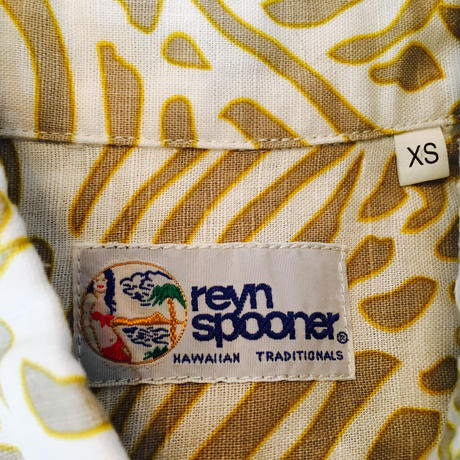 XS
reyn
spooner®
HAWAIIAN TRADITIONALS